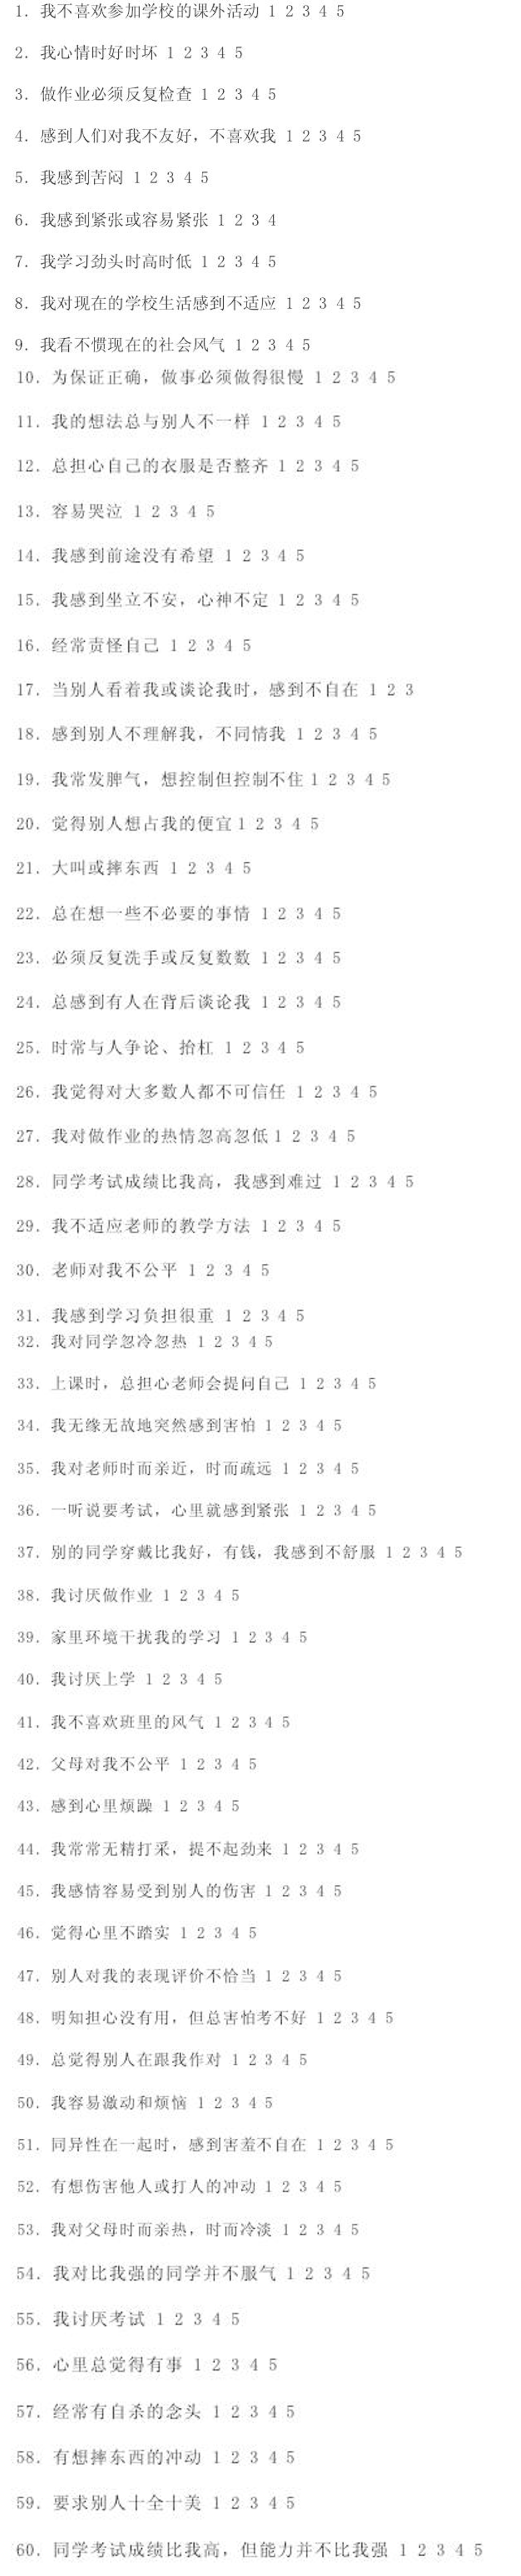 1. 我不喜欢参加学校的课外活动 1 2 3 4 5
2. 我心情时好时坏 1 2 3 4 5
3. 做作业必须反复检查 1 2 3 4 5
4. 感到人们对我不友好，不喜欢我 1 2 3 4 5
5. 我感到苦闷 1 2 3 4 5
6. 我感到紧张或容易紧张 1 2 3 4
7. 我学习劲头时高时低 1 2 3 4 5
8. 我对现在的学校生活感到不适应 1 2 3 4 5
9. 我看不惯现在的社会风气 1 2 3 4 5
10. 为保证正确，做事必须做得很慢 1 2 3 4 5
11. 我的想法总与别人不一样 1 2 3 4 5
12. 总担心自己的衣服是否整齐 1 2 3 4 5
13. 容易哭泣 1 2 3 4 5
14. 我感到前途没有希望 1 2 3 4 5
15. 我感到坐立不安，心神不定 1 2 3 4 5
16. 经常责怪自己 1 2 3 4 5
17. 当别人看着我或谈论我时，感到不自在 1 2 3
18. 感到别人不理解我，不同情我 1 2 3 4 5
19. 我常发脾气，想控制但控制不住 1 2 3 4 5
20. 觉得别人想占我的便宜 1 2 3 4 5
21. 大叫或摔东西 1 2 3 4 5
22. 总在想一些不必要的事情 1 2 3 4 5
23. 必须反复洗手或反复数数 1 2 3 4 5
24. 总感到有人在背后谈论我 1 2 3 4 5
25. 时常与人争论、抬杠 1 2 3 4 5
26. 我觉得对大多数人都不可信任 1 2 3 4 5
27. 我对做作业的热情忽高忽低 1 2 3 4 5
28. 同学考试成绩比我高，我感到难过 1 2 3 4 5
29. 我不适应老师的教学方法 1 2 3 4 5
30. 老师对我不公平 1 2 3 4 5
31. 我感到学习负担很重 1 2 3 4 5
32. 我对同学忽冷忽热 1 2 3 4 5
33. 上课时，总担心老师会提问自己 1 2 3 4 5
34. 我无缘无故地突然感到害怕 1 2 3 4 5
35. 我对老师时而亲近，时而疏远 1 2 3 4 5
36. 一听说要考试，心里就感到紧张 1 2 3 4 5
37. 别的同学穿戴比我好，有钱，我感到不舒服 1 2 3 4 5
38. 我讨厌做作业 1 2 3 4 5
39. 家里环境干扰我的学习 1 2 3 4 5
40. 我讨厌上学 1 2 3 4 5
41. 我不喜欢班里的风气 1 2 3 4 5
42. 父母对我不公平 1 2 3 4 5
43. 感到心里烦躁 1 2 3 4 5
44. 我常常无精打采，提不起劲来 1 2 3 4 5
45. 我感情容易受到别人的伤害 1 2 3 4 5
46. 觉得心里不踏实 1 2 3 4 5
47. 别人对我的表现评价不恰当 1 2 3 4 5
48. 明知担心没有用，但总害怕考不好 1 2 3 4 5
49. 总觉得别人在跟我作对 1 2 3 4 5
50. 我容易激动和烦恼 1 2 3 4 5
51. 同异性在一起时，感到害羞不自在 1 2 3 4 5
52. 有想伤害他人或打人的冲动 1 2 3 4 5
53. 我对父母时而亲热，时而冷淡 1 2 3 4 5
54. 我对比我强的同学并不服气 1 2 3 4 5
55. 我讨厌考试 1 2 3 4 5
56. 心里总觉得有事 1 2 3 4 5
57. 经常有自杀的念头 1 2 3 4 5
58. 有想摔东西的冲动 1 2 3 4 5
59. 要求别人十全十美 1 2 3 4 5
60. 同学考试成绩比我高，但能力并不比我强 1 2 3 4 5